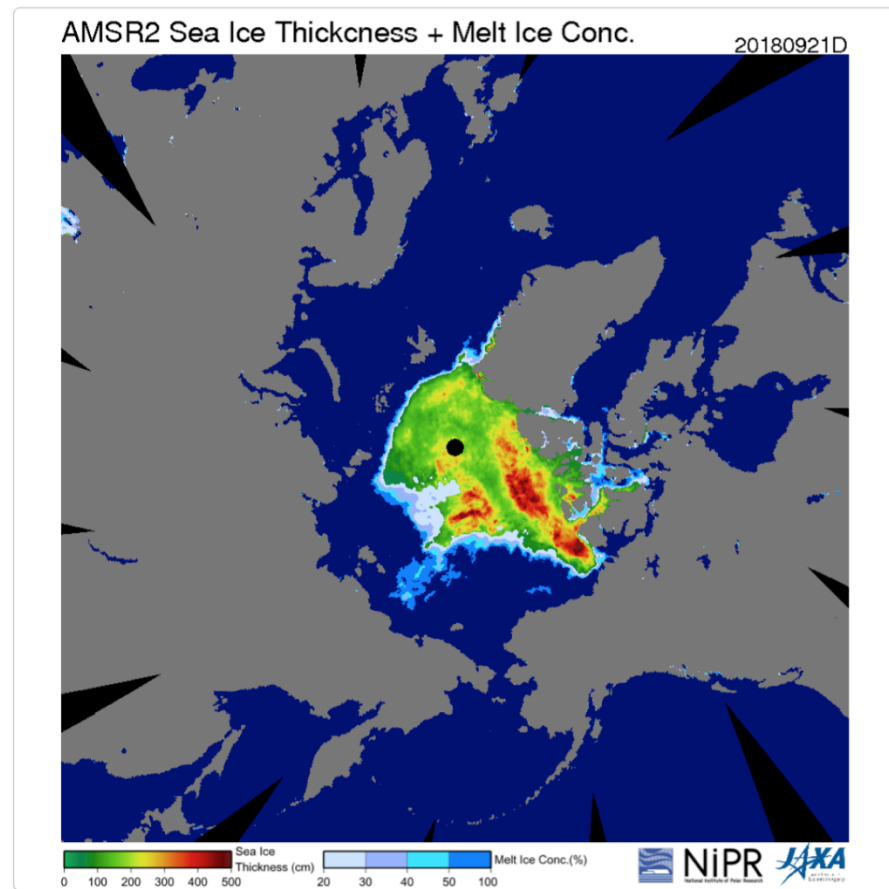 AMSR2 Sea Ice Thickcness + Melt Ice Conc.
20180921D
Sea Ice
Thickness (cm)
0 100 200 300 400 500
Melt Ice Conc.(%)
20 30 40 50 100
NiPR
National Institute of Polar Research
JAXA